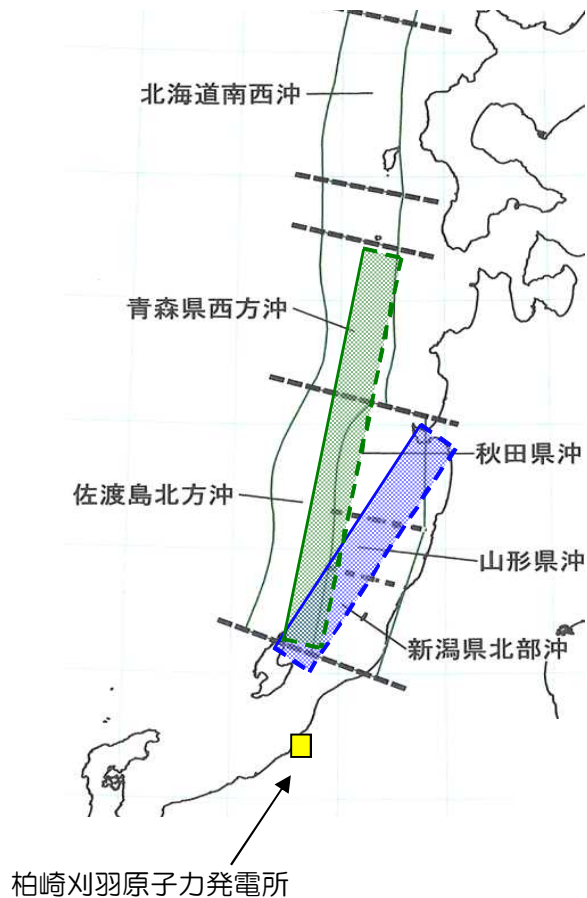 北海道南西沖
青森県西方沖
秋田県沖
佐渡島北方沖
山形県沖
新潟県北部沖
柏崎刈羽原子力発電所